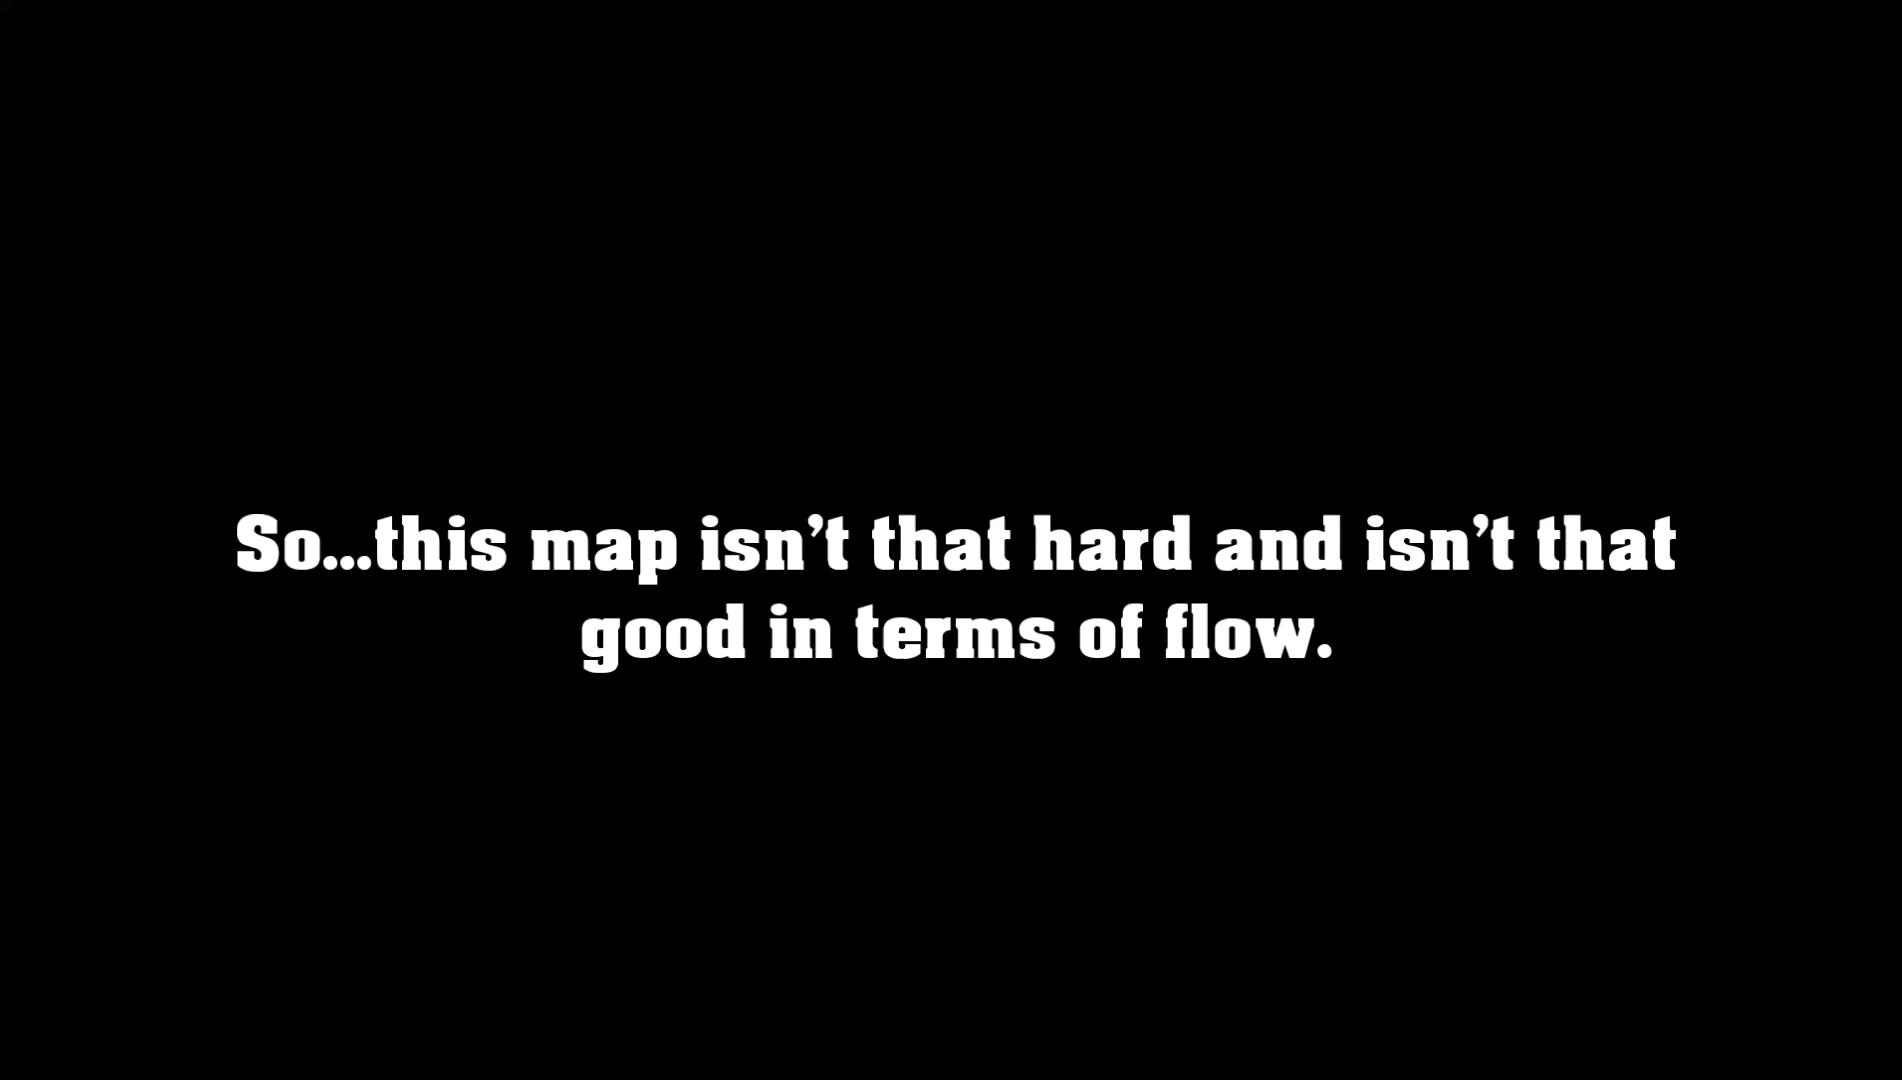 So...this map isn’t that hard and isn’t that
good in terms of flow.